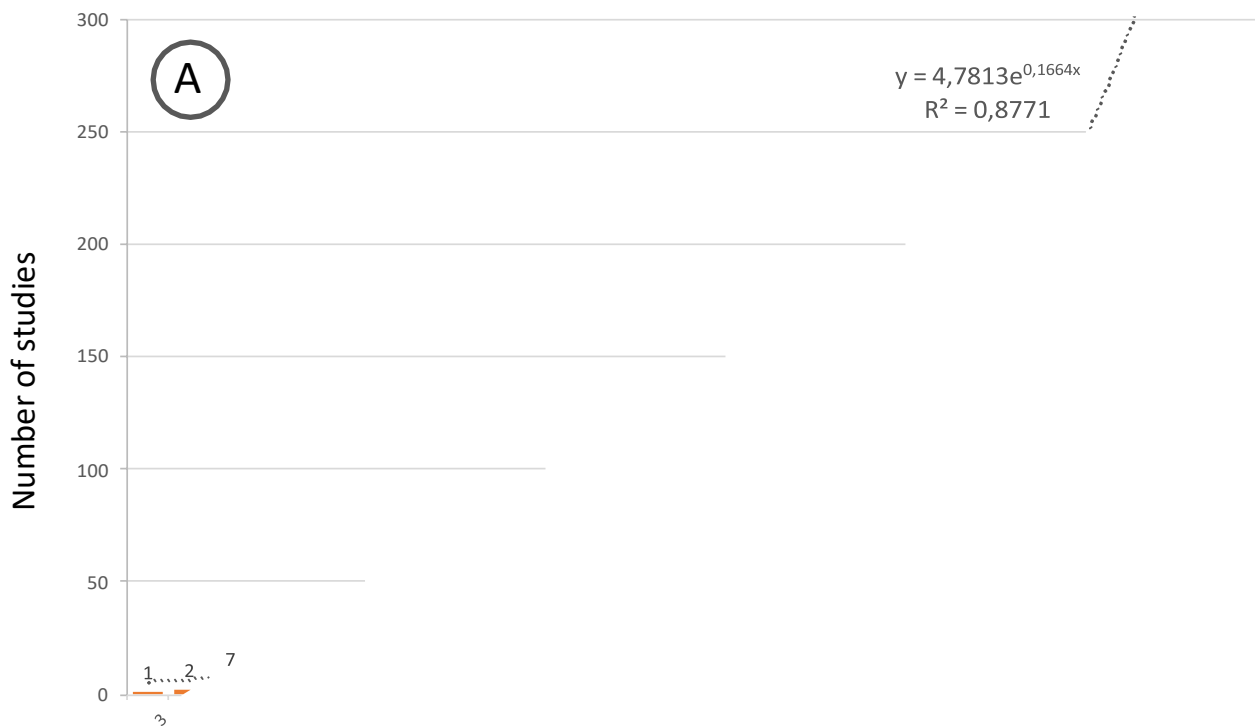 300
A
y = 4,7813e^0,1664x
R² = 0,8771
250
200
150
100
50
0
Number of studies
1
2
7
3